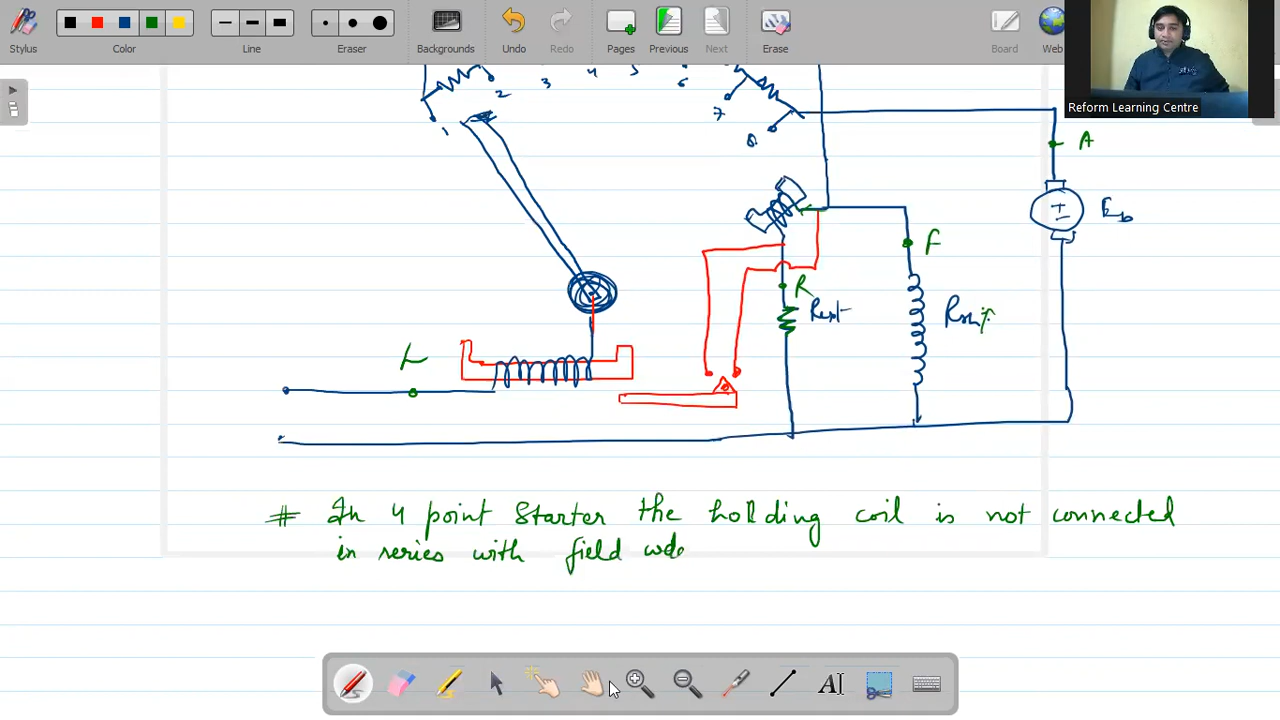 Stylus Color Line Eraser Backgrounds Undo Redo Pages Previous Next Erase Board Web
Reform Learning Centre
1 2 3 4 5 6 7 8
A
+
-
Eb
F
R
Rext
Rsh↑
L
# In 4 point starter the holding coil is not connected
in series with field wdg
AI